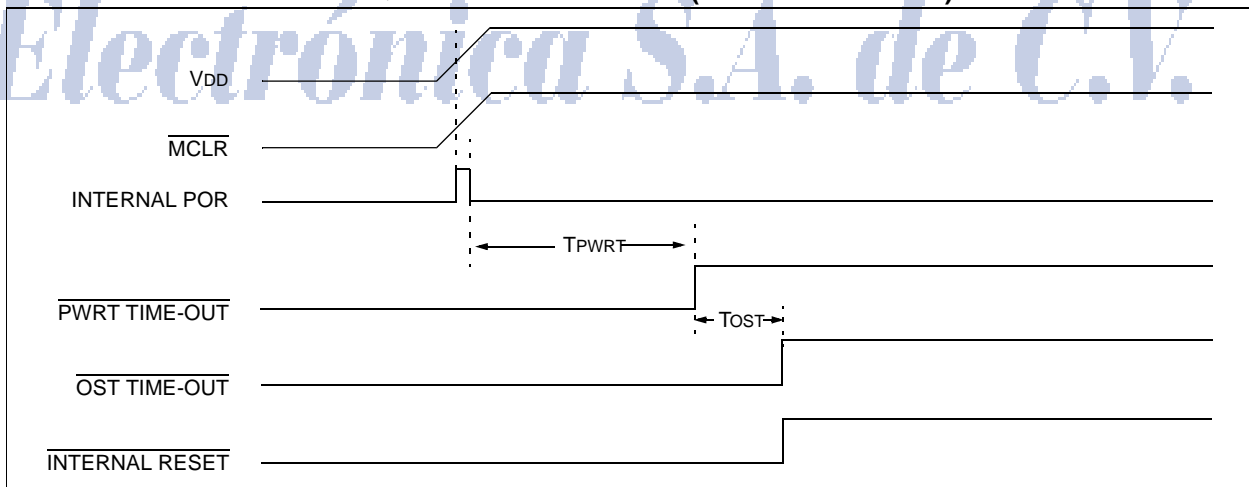 Electrónica S.A. de C.V.
VDD
MCLR
INTERNAL POR
TPWRT
PWRT TIME-OUT
TOST
OST TIME-OUT
INTERNAL RESET